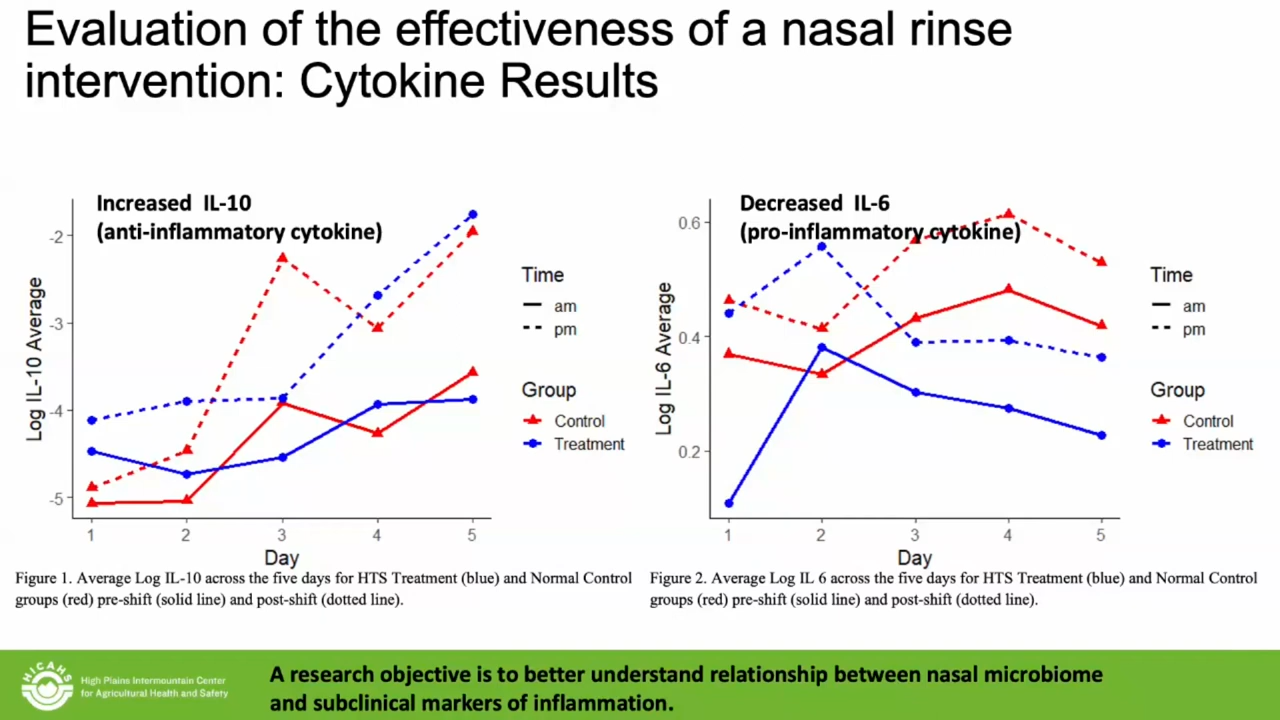 Evaluation of the effectiveness of a nasal rinse
intervention: Cytokine Results
Increased IL-10
(anti-inflammatory cytokine)
Log IL-10 Average
-2
-3
-4
-5
1 2 3 4 5
Day
Time
am
pm
Group
Control
Treatment
Figure 1. Average Log IL-10 across the five days for HTS Treatment (blue) and Normal Control
groups (red) pre-shift (solid line) and post-shift (dotted line).
Decreased IL-6
(pro-inflammatory cytokine)
Log IL-6 Average
0.6
0.4
0.2
1 2 3 4 5
Day
Time
am
pm
Group
Control
Treatment
Figure 2. Average Log IL 6 across the five days for HTS Treatment (blue) and Normal Control
groups (red) pre-shift (solid line) and post-shift (dotted line).
HICAHS
High Plains Intermountain Center
for Agricultural Health and Safety
A research objective is to better understand relationship between nasal microbiome
and subclinical markers of inflammation.